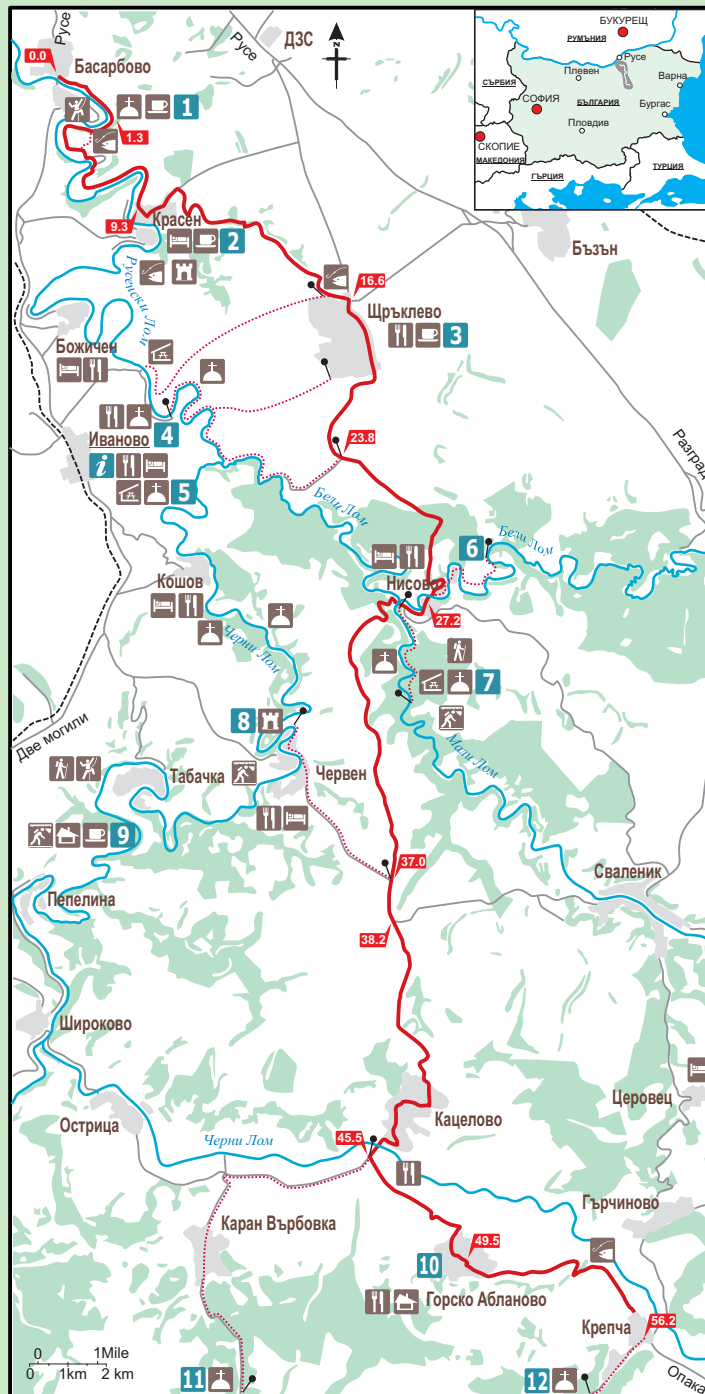 Русе
0.0
Басарбово
Русе
ДЗС
N
БУКУРЕЩ
РУМЪНИЯ
Русе
Плевен
Варна
СЪРБИЯ
СОФИЯ
БЪЛГАРИЯ
Бургас
Пловдив
СКОПИЕ
МАКЕДОНИЯ
ТУРЦИЯ
ГЪРЦИЯ
1
1.3
9.3
Красен
2
Бъзън
Русенски Лом
16.6
Щръклево
3
Божичен
4
Иваново
i
5
23.8
Разград
Бели Лом
6
Бели Лом
Нисово
27.2
Кошов
Черни Лом
7
8
Мали Лом
Две могили
Табачка
Червен
9
37.0
Сваленик
Пепелина
38.2
Широково
Церовец
Кацелово
Острица
45.5
Черни Лом
Гърчиново
Каран Върбовка
49.5
10
Горско Абланово
Крепча
56.2
Опака
0 1Mile
0 1km 2 km
11
12